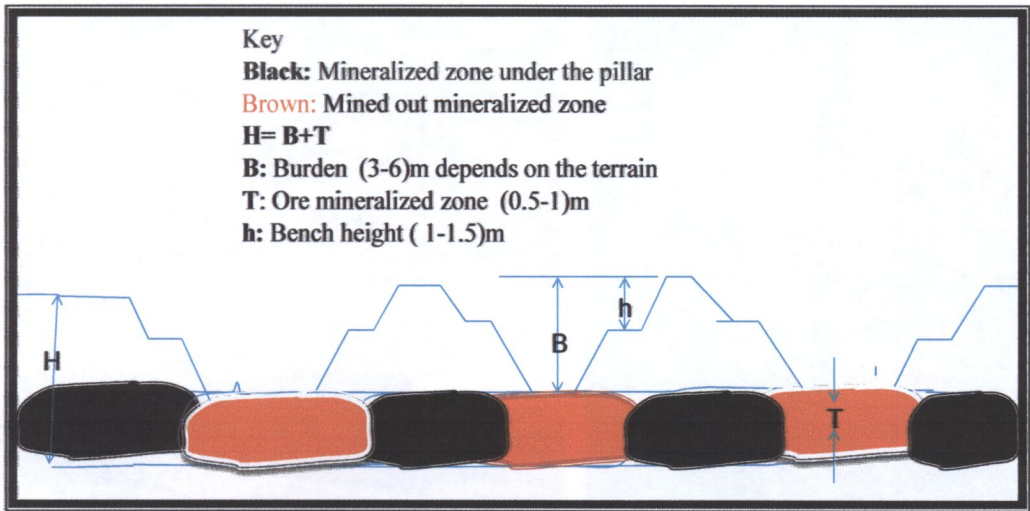 Key
Black: Mineralized zone under the pillar
Brown: Mined out mineralized zone
H= B+T
B: Burden (3-6)m depends on the terrain
T: Ore mineralized zone (0.5-1)m
h: Bench height ( 1-1.5)m
h
B
H
T